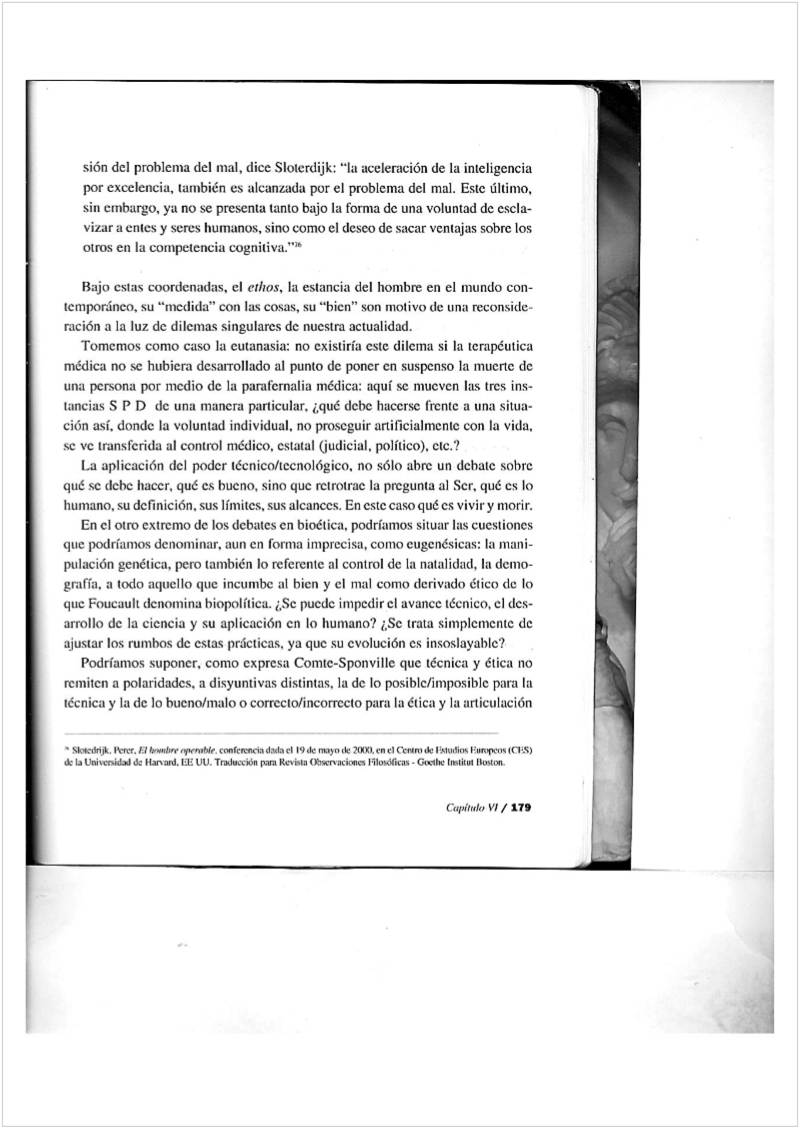 sión del problema del mal, dice Sloterdijk: “la aceleración de la inteligencia
por excelencia, también es alcanzada por el problema del mal. Este último,
sin embargo, ya no se presenta tanto bajo la forma de una voluntad de escla-
vizar a entes y seres humanos, sino como el deseo de sacar ventajas sobre los
otros en la competencia cognitiva.”²⁶
Bajo estas coordenadas, el ethos, la estancia del hombre en el mundo con-
temporáneo, su “medida” con las cosas, su “bien” son motivo de una reconside-
ración a la luz de dilemas singulares de nuestra actualidad.
Tomemos como caso la eutanasia: no existiría este dilema si la terapéutica
médica no se hubiera desarrollado al punto de poner en suspenso la muerte de
una persona por medio de la parafernalia médica: aquí se mueven las tres ins-
tancias S P D de una manera particular, ¿qué debe hacerse frente a una situa-
ción así, donde la voluntad individual, no proseguir artificialmente con la vida,
se ve transferida al control médico, estatal (judicial, político), etc.?
La aplicación del poder técnico/tecnológico, no sólo abre un debate sobre
qué se debe hacer, qué es bueno, sino que retrotrae la pregunta al Ser, qué es lo
humano, su definición, sus límites, sus alcances. En este caso qué es vivir y morir.
En el otro extremo de los debates en bioética, podríamos situar las cuestiones
que podríamos denominar, aun en forma imprecisa, como eugenésicas: la mani-
pulación genética, pero también lo referente al control de la natalidad, la demo-
grafía, a todo aquello que incumbe al bien y el mal como derivado ético de lo
que Foucault denomina biopolítica. ¿Se puede impedir el avance técnico, el des-
arrollo de la ciencia y su aplicación en lo humano? ¿Se trata simplemente de
ajustar los rumbos de estas prácticas, ya que su evolución es insoslayable?
Podríamos suponer, como expresa Comte-Sponville que técnica y ética no
remiten a polaridades, a disyuntivas distintas, la de lo posible/imposible para la
técnica y la de lo bueno/malo o correcto/incorrecto para la ética y la articulación
²⁶ Slotedrijk, Peter, El hombre operable, conferencia dada el 19 de mayo de 2000, en el Centro de Estudios Europeos (CES)
de la Universidad de Harvard, EE UU. Traducción para Revista Observaciones Filosóficas - Goethe Institut Boston.
Capítulo VI / 179